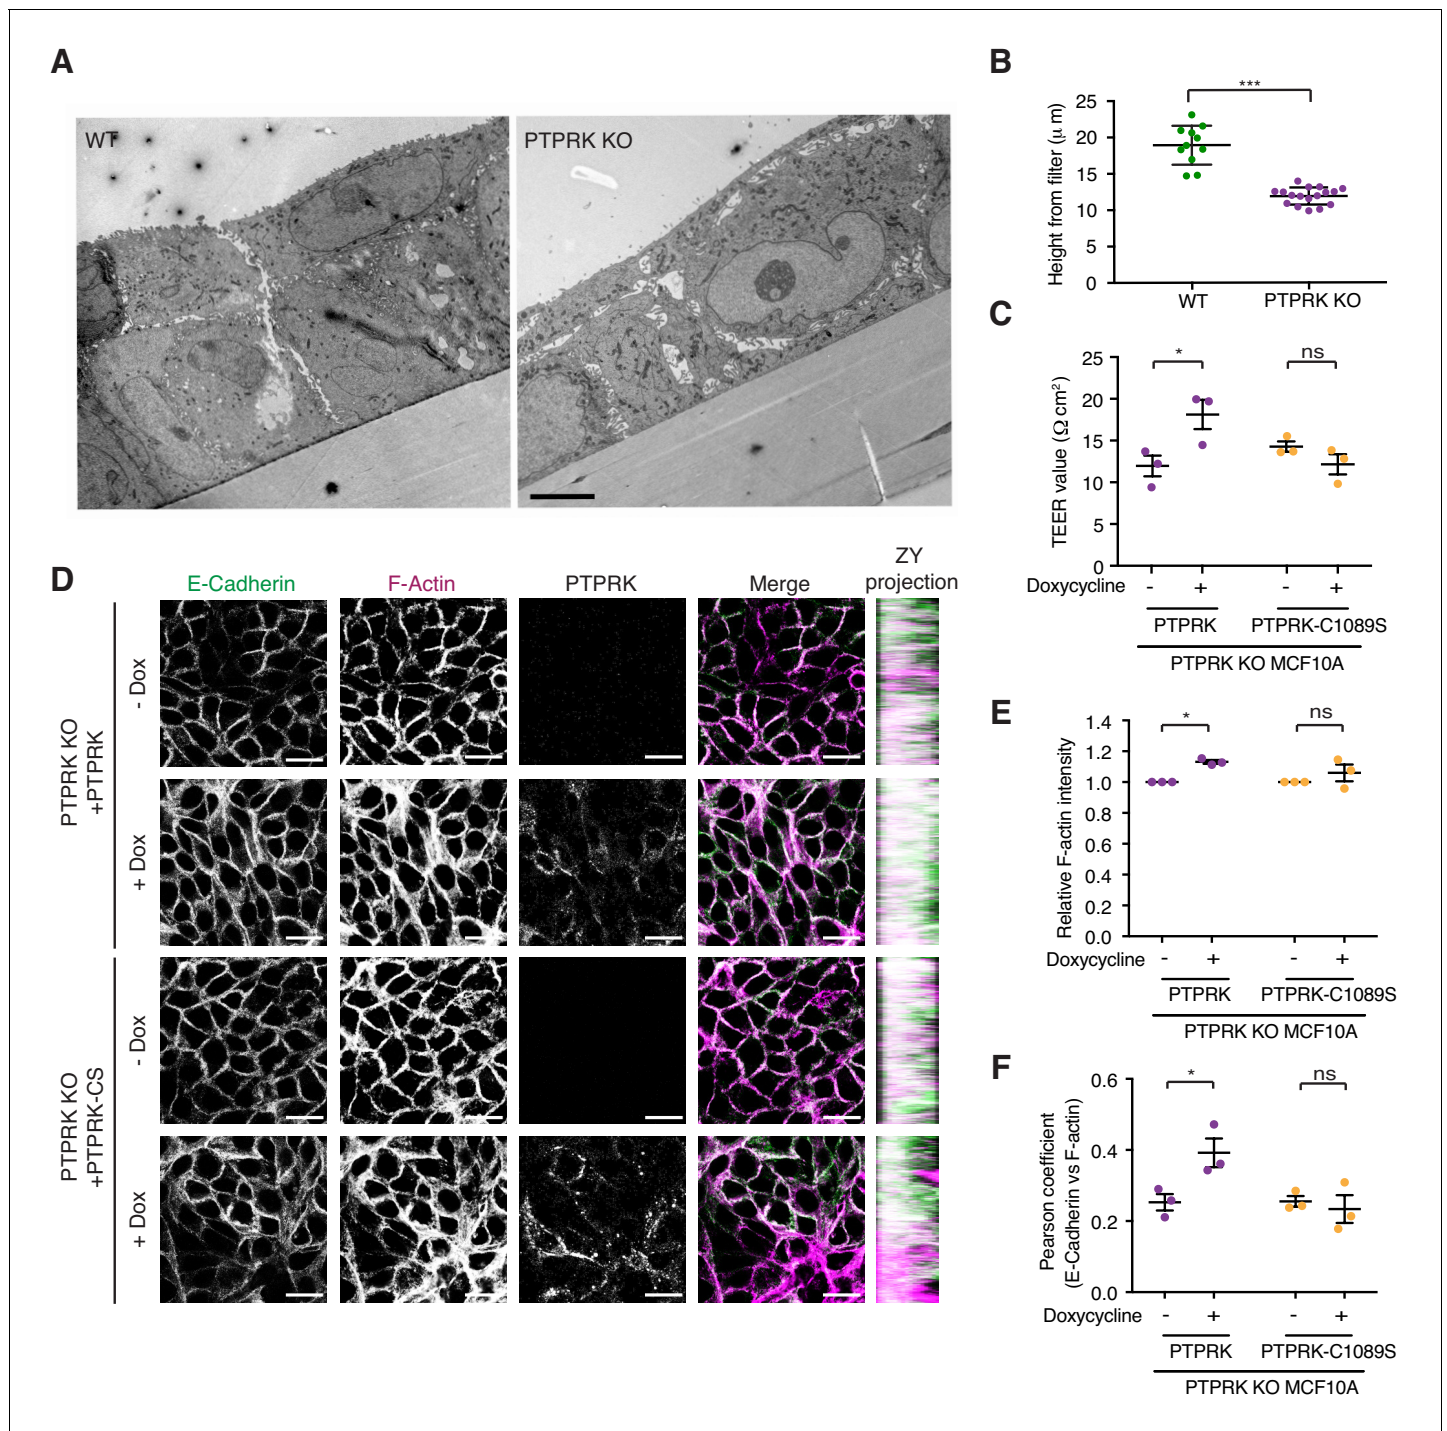 A
WT
PTPRK KO
B
***
Height from filter (μ m)
25
20
15
10
5
0
WT
PTPRK KO
C
*
ns
TEER value (Ω cm²)
25
20
15
10
5
0
Doxycycline
- + - +
PTPRK
PTPRK-C1089S
PTPRK KO MCF10A
D
E-Cadherin
F-Actin
PTPRK
Merge
ZY
projection
PTPRK KO
+PTPRK
- Dox
+ Dox
PTPRK KO
+PTPRK-CS
- Dox
+ Dox
E
*
ns
Relative F-actin intensity
1.4
1.2
1.0
0.8
0.6
0.4
0.2
0.0
Doxycycline
- + - +
PTPRK
PTPRK-C1089S
PTPRK KO MCF10A
F
*
ns
Pearson coefficient
(E-Cadherin vs F-actin)
0.6
0.4
0.2
0.0
Doxycycline
- + - +
PTPRK
PTPRK-C1089S
PTPRK KO MCF10A